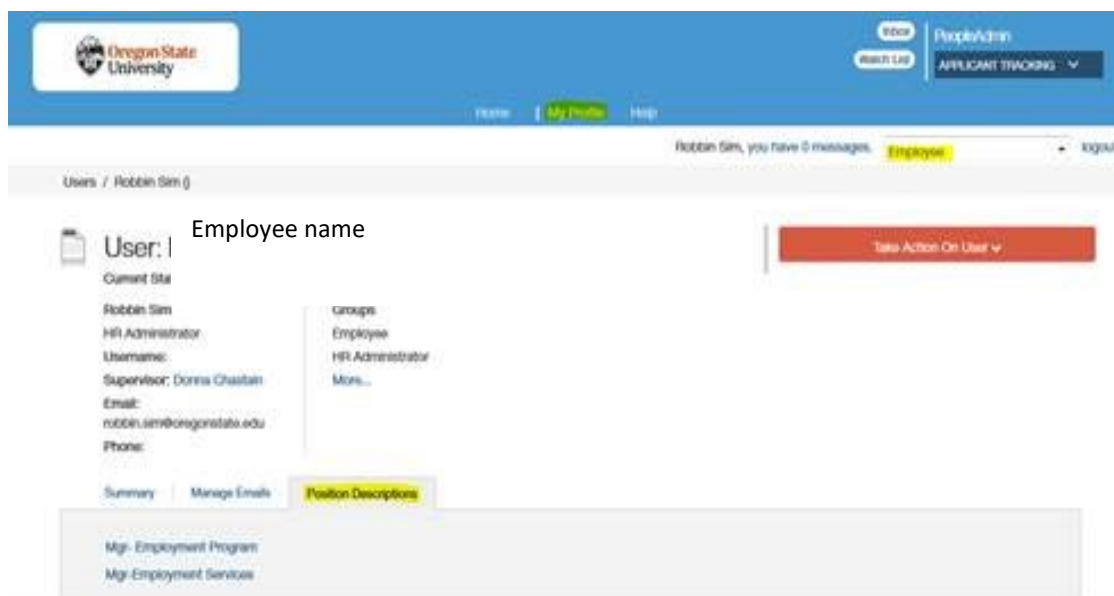 Oregon State
University
Inbox
PeopleAdmin
Watch List
APPLICANT TRACKING
Home
My Profile
Help
Robbin Sim, you have 0 messages.
Employee
logout
Users / Robbin Sim ()
Employee name
User:
Take Action On User
Current Sta
Robbin Sim
Groups
HR Administrator
Employee
Username:
HR Administrator
Supervisor: Donna Chastain
More...
Email:
robbin.sim@oregonstate.edu
Phone:
Summary
Manage Emails
Position Descriptions
Mgr- Employment Program
Mgr-Employment Services